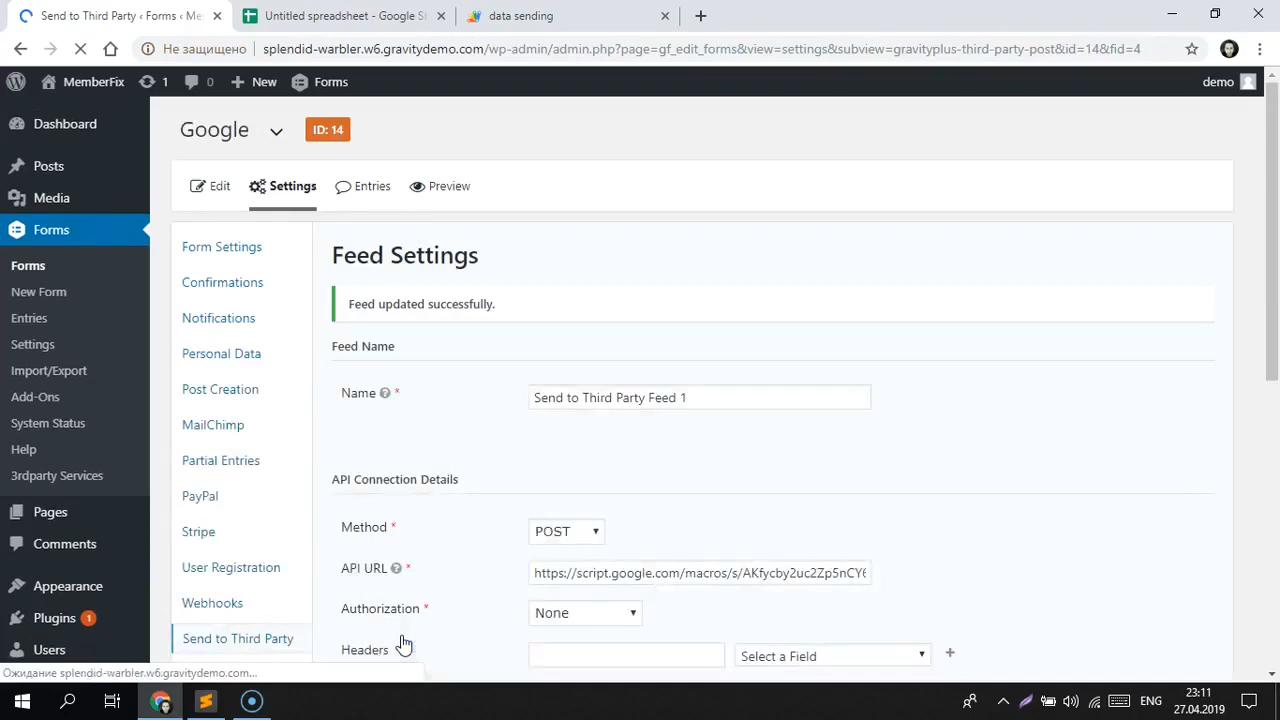 Send to Third Party ‹ Forms ‹ Me
Untitled spreadsheet - Google S
data sending
Не защищено
splendid-warbler.w6.gravitydemo.com/wp-admin/admin.php?page=gf_edit_forms&view=settings&subview=gravityplus-third-party-post&id=14&fid=4
MemberFix
1
0
New
Forms
demo
Dashboard
Posts
Media
Forms
Forms
New Form
Entries
Settings
Import/Export
Add-Ons
System Status
Help
3rdparty Services
Pages
Comments
Appearance
Plugins 1
Users
Google
ID: 14
Edit
Settings
Entries
Preview
Form Settings
Confirmations
Notifications
Personal Data
Post Creation
MailChimp
Partial Entries
PayPal
Stripe
User Registration
Webhooks
Send to Third Party
Feed Settings
Feed updated successfully.
Feed Name
Name *
Send to Third Party Feed 1
API Connection Details
Method *
POST
API URL *
https://script.google.com/macros/s/AKfycby2uc2Zp5nCY6
Authorization *
None
Headers
Select a Field
Ожидание splendid-warbler.w6.gravitydemo.com...
ENG
23:11
27.04.2019